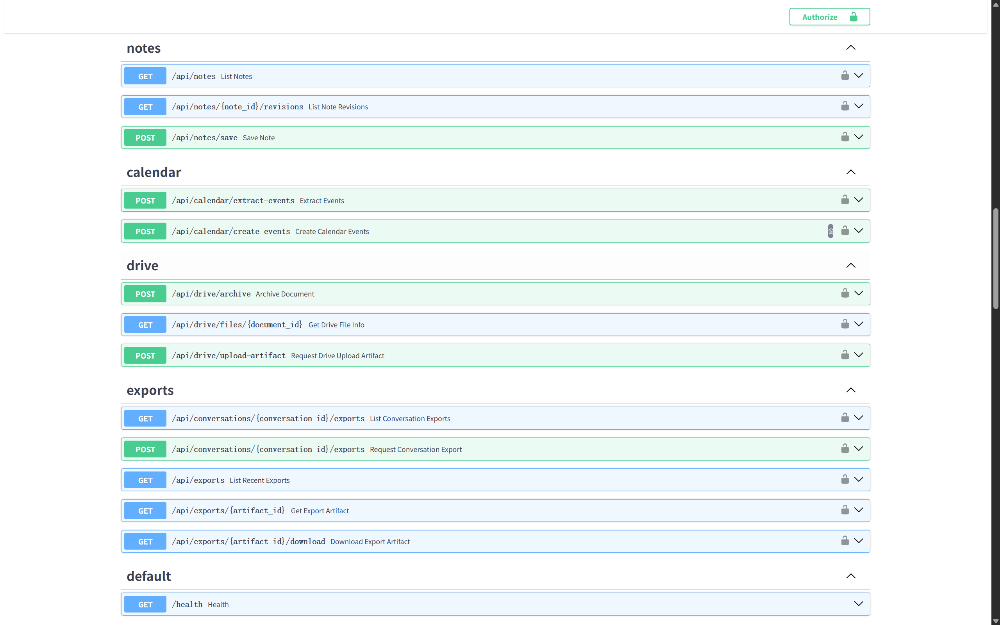 Authorize
notes
GET /api/notes List Notes
GET /api/notes/{note_id}/revisions List Note Revisions
POST /api/notes/save Save Note
calendar
POST /api/calendar/extract-events Extract Events
POST /api/calendar/create-events Create Calendar Events
drive
POST /api/drive/archive Archive Document
GET /api/drive/files/{document_id} Get Drive File Info
POST /api/drive/upload-artifact Request Drive Upload Artifact
exports
GET /api/conversations/{conversation_id}/exports List Conversation Exports
POST /api/conversations/{conversation_id}/exports Request Conversation Export
GET /api/exports List Recent Exports
GET /api/exports/{artifact_id} Get Export Artifact
GET /api/exports/{artifact_id}/download Download Export Artifact
default
GET /health Health